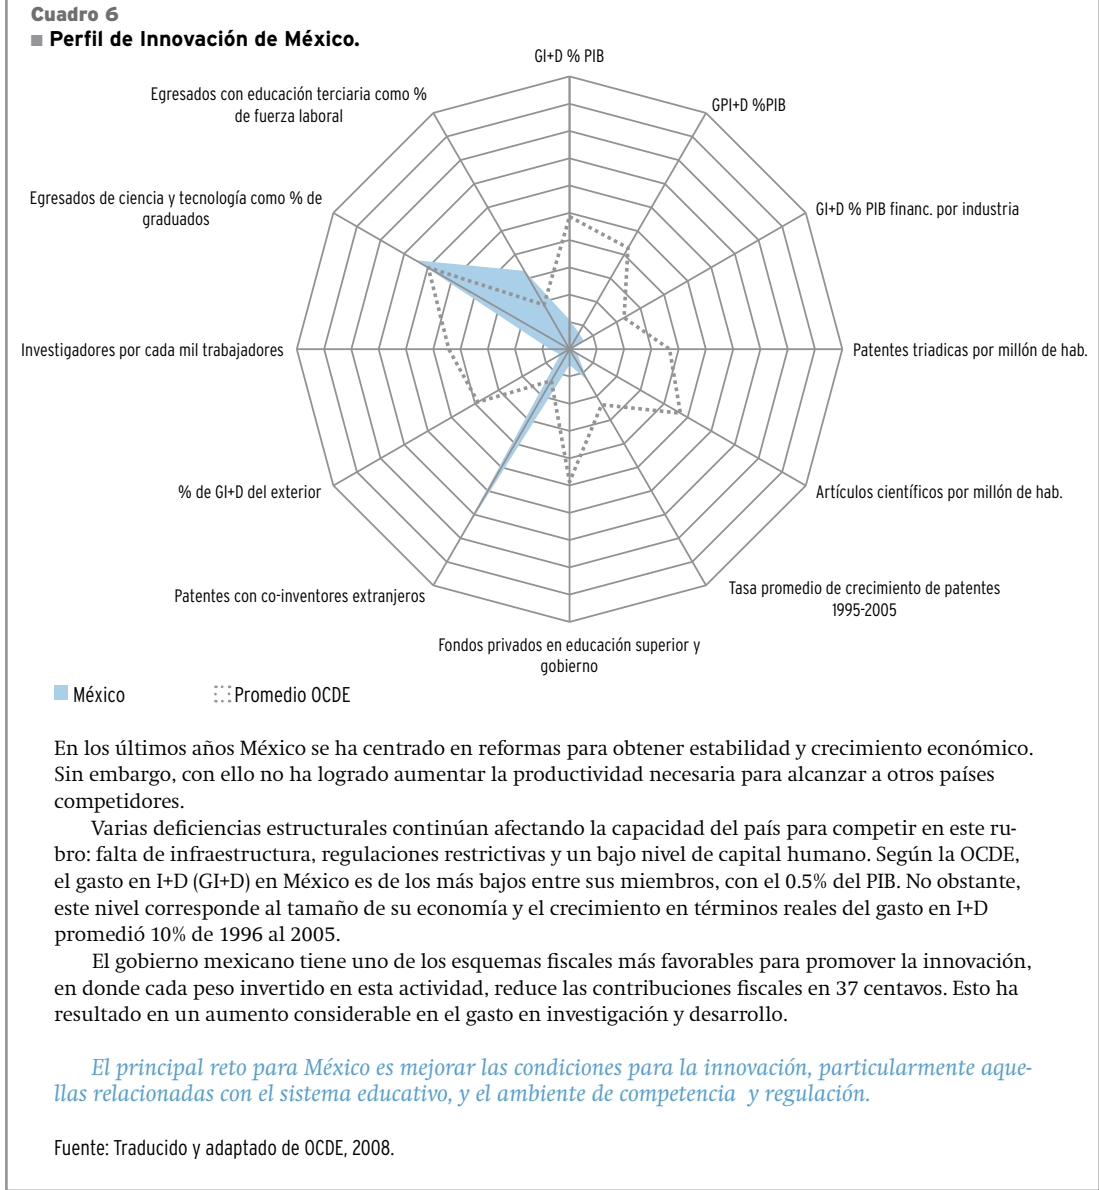 Cuadro 6
Perfil de Innovación de México.
GI+D % PIB
GPI+D %PIB
GI+D % PIB financ. por industria
Patentes triadicas por millón de hab.
Artículos científicos por millón de hab.
Tasa promedio de crecimiento de patentes
1995-2005
Fondos privados en educación superior y
gobierno
Patentes con co-inventores extranjeros
% de GI+D del exterior
Investigadores por cada mil trabajadores
Egresados de ciencia y tecnología como % de
graduados
Egresados con educación terciaria como %
de fuerza laboral
México
Promedio OCDE
En los últimos años México se ha centrado en reformas para obtener estabilidad y crecimiento económico.
Sin embargo, con ello no ha logrado aumentar la productividad necesaria para alcanzar a otros países
competidores.
Varias deficiencias estructurales continúan afectando la capacidad del país para competir en este ru-
bro: falta de infraestructura, regulaciones restrictivas y un bajo nivel de capital humano. Según la OCDE,
el gasto en I+D (GI+D) en México es de los más bajos entre sus miembros, con el 0.5% del PIB. No obstante,
este nivel corresponde al tamaño de su economía y el crecimiento en términos reales del gasto en I+D
promedió 10% de 1996 al 2005.
El gobierno mexicano tiene uno de los esquemas fiscales más favorables para promover la innovación,
en donde cada peso invertido en esta actividad, reduce las contribuciones fiscales en 37 centavos. Esto ha
resultado en un aumento considerable en el gasto en investigación y desarrollo.
El principal reto para México es mejorar las condiciones para la innovación, particularmente aque-
llas relacionadas con el sistema educativo, y el ambiente de competencia y regulación.
Fuente: Traducido y adaptado de OCDE, 2008.